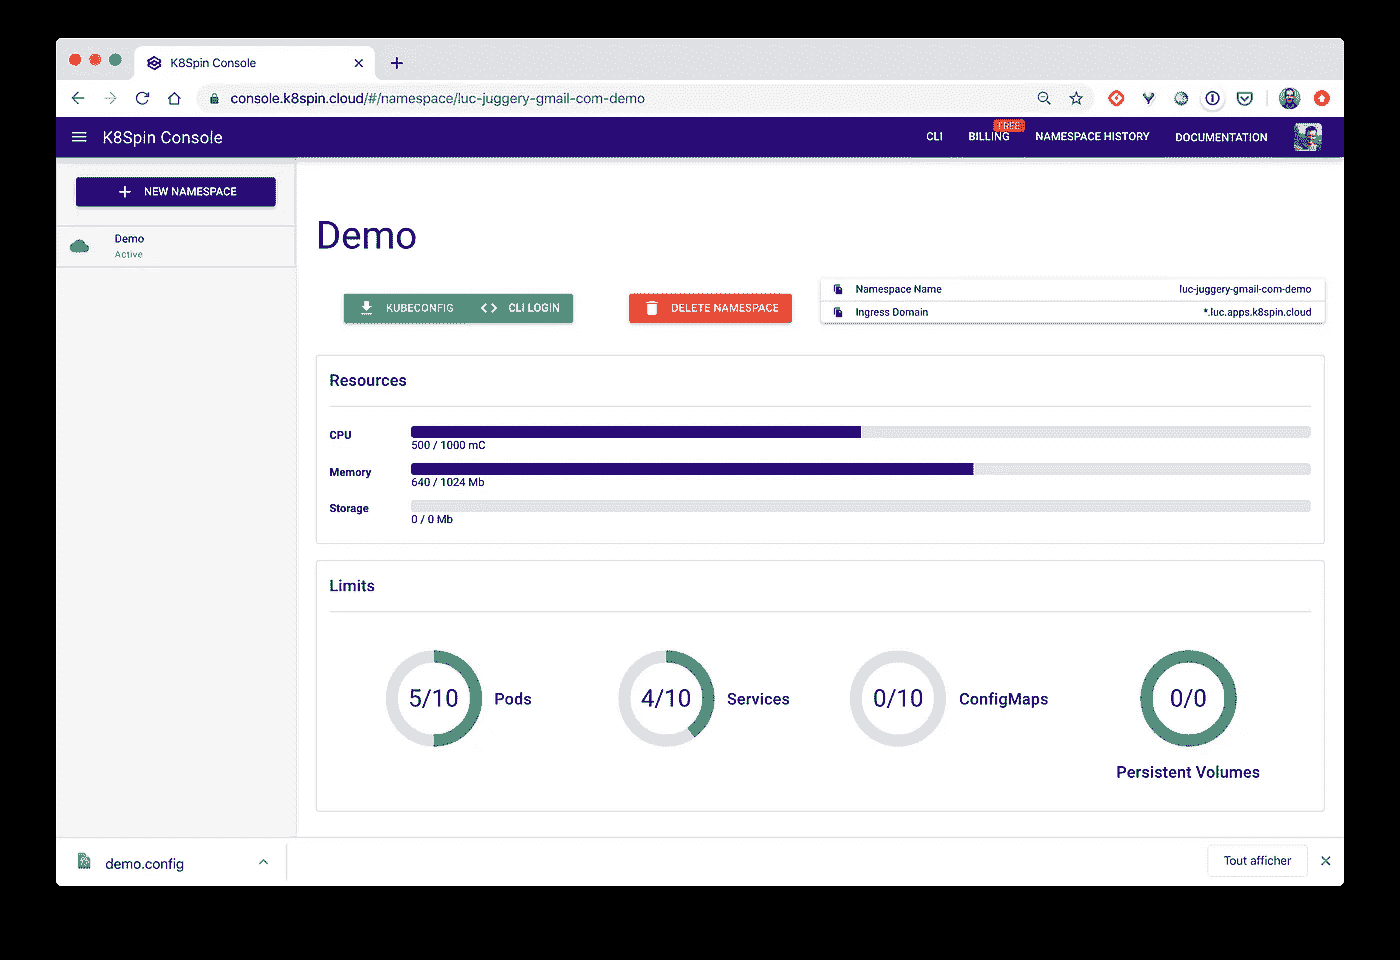 K8Spin Console
console.k8spin.cloud/#/namespace/luc-juggery-gmail-com-demo
K8Spin Console
CLI
BILLING
FREE
NAMESPACE HISTORY
DOCUMENTATION
+ NEW NAMESPACE
Demo
Active
Demo
KUBECONFIG
<> CLI LOGIN
DELETE NAMESPACE
Namespace Name luc-juggery-gmail-com-demo
Ingress Domain *.luc.apps.k8spin.cloud
Resources
CPU
500 / 1000 mC
Memory
640 / 1024 Mb
Storage
0 / 0 Mb
Limits
5/10 Pods
4/10 Services
0/10 ConfigMaps
0/0
Persistent Volumes
demo.config
Tout afficher